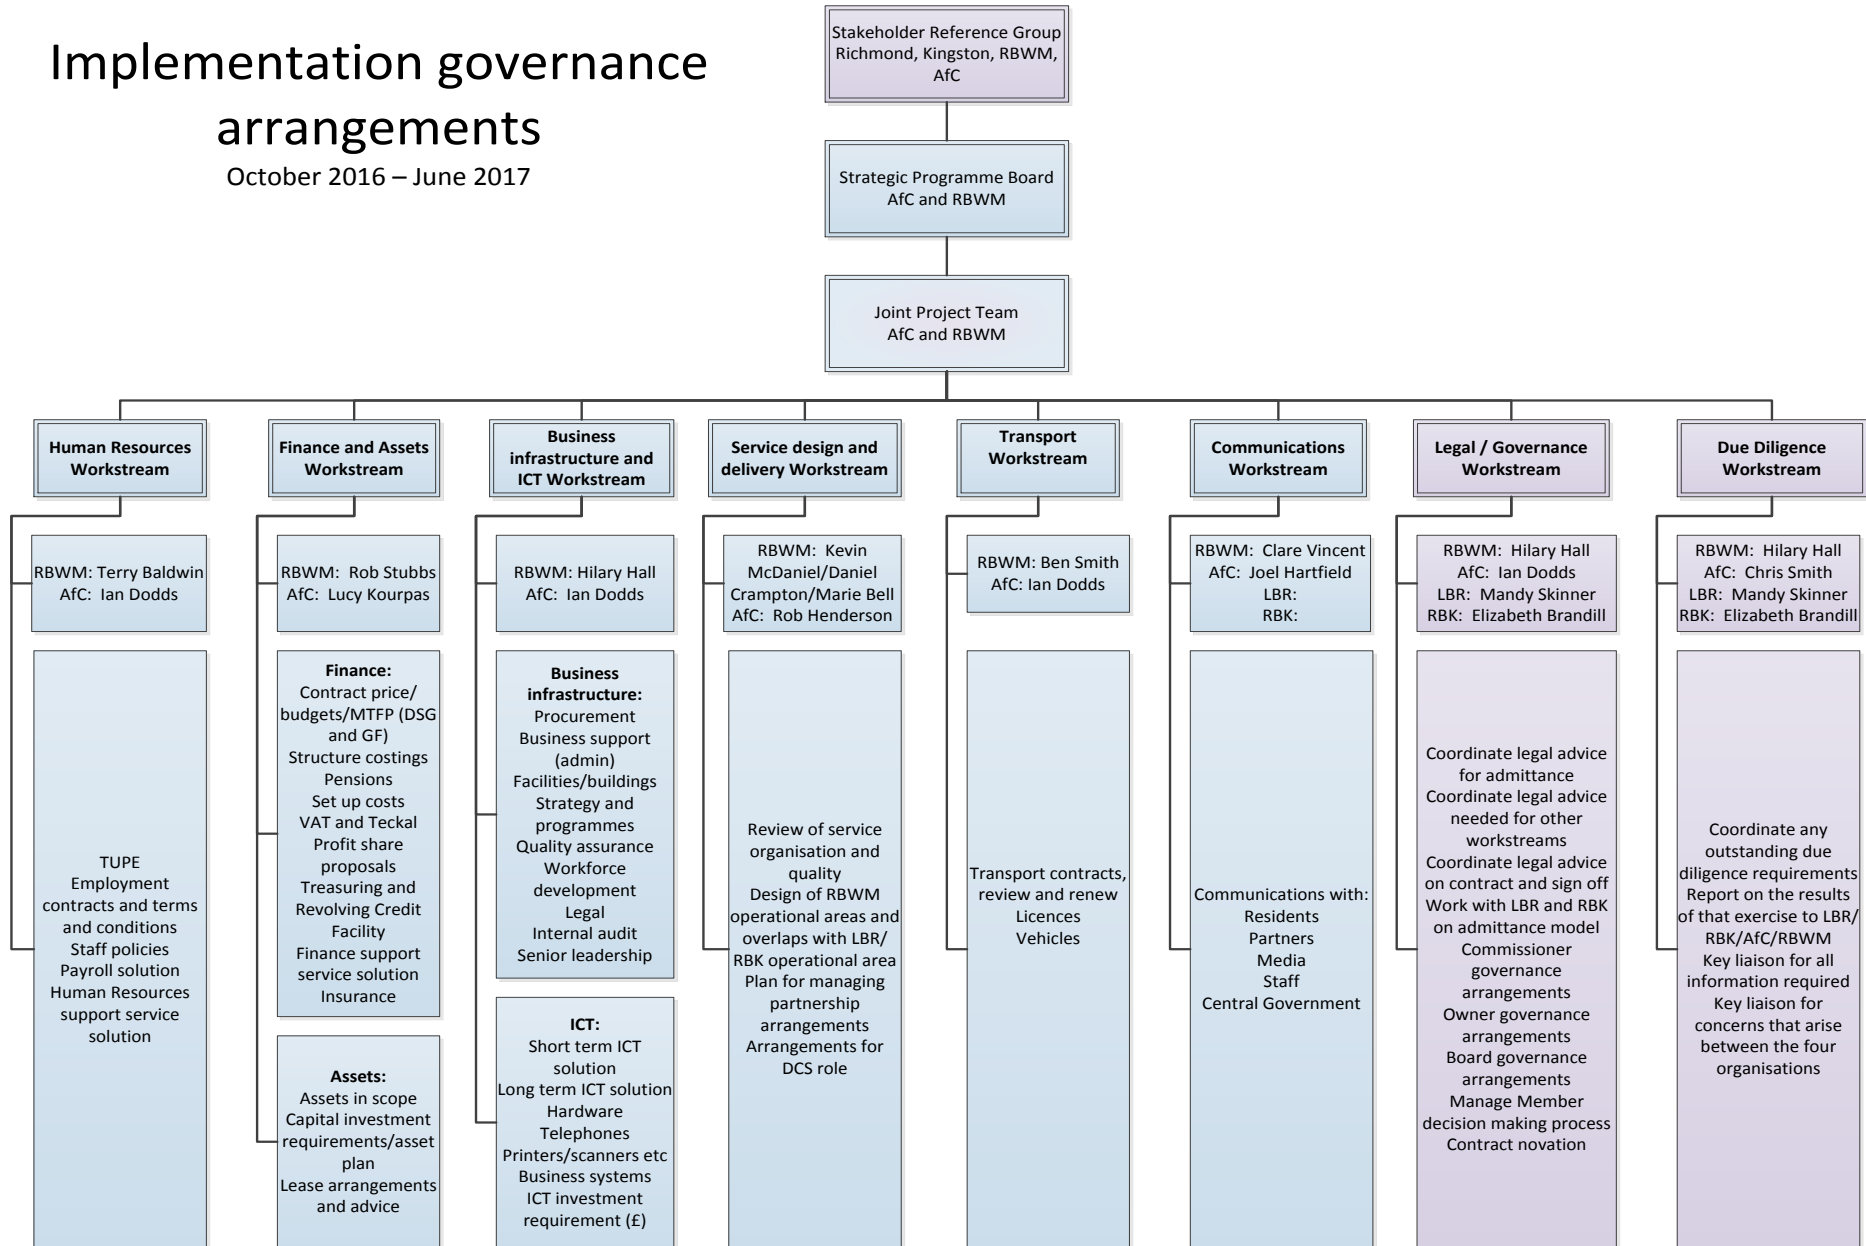 Implementation governance
arrangements
October 2016 – June 2017
Stakeholder Reference Group
Richmond, Kingston, RBWM,
AfC
Strategic Programme Board
AfC and RBWM
Joint Project Team
AfC and RBWM
Human Resources
Workstream
RBWM: Terry Baldwin
AfC: Ian Dodds
TUPE
Employment
contracts and terms
and conditions
Staff policies
Payroll solution
Human Resources
support service
solution
Finance and Assets
Workstream
RBWM: Rob Stubbs
AfC: Lucy Kourpas
Finance:
Contract price/
budgets/MTFP (DSG
and GF)
Structure costings
Pensions
Set up costs
VAT and Teckal
Profit share
proposals
Treasuring and
Revolving Credit
Facility
Finance support
service solution
Insurance
Assets:
Assets in scope
Capital investment
requirements/asset
plan
Lease arrangements
and advice
Business
infrastructure and
ICT Workstream
RBWM: Hilary Hall
AfC: Ian Dodds
Business
infrastructure:
Procurement
Business support
(admin)
Facilities/buildings
Strategy and
programmes
Quality assurance
Workforce
development
Legal
Internal audit
Senior leadership
ICT:
Short term ICT
solution
Long term ICT solution
Hardware
Telephones
Printers/scanners etc
Business systems
ICT investment
requirement (£)
Service design and
delivery Workstream
RBWM: Kevin
McDaniel/Daniel
Crampton/Marie Bell
AfC: Rob Henderson
Review of service
organisation and
quality
Design of RBWM
operational areas and
overlaps with LBR/
RBK operational area
Plan for managing
partnership
arrangements
Arrangements for
DCS role
Transport
Workstream
RBWM: Ben Smith
AfC: Ian Dodds
Transport contracts,
review and renew
Licences
Vehicles
Communications
Workstream
RBWM: Clare Vincent
AfC: Joel Hartfield
LBR:
RBK:
Communications with:
Residents
Partners
Media
Staff
Central Government
Legal / Governance
Workstream
RBWM: Hilary Hall
AfC: Ian Dodds
LBR: Mandy Skinner
RBK: Elizabeth Brandill
Coordinate legal advice
for admittance
Coordinate legal advice
needed for other
workstreams
Coordinate legal advice
on contract and sign off
Work with LBR and RBK
on admittance model
Commissioner
governance
arrangements
Owner governance
arrangements
Board governance
arrangements
Manage Member
decision making process
Contract novation
Due Diligence
Workstream
RBWM: Hilary Hall
AfC: Chris Smith
LBR: Mandy Skinner
RBK: Elizabeth Brandill
Coordinate any
outstanding due
diligence requirements
Report on the results
of that exercise to LBR/
RBK/AfC/RBWM
Key liaison for all
information required
Key liaison for
concerns that arise
between the four
organisations